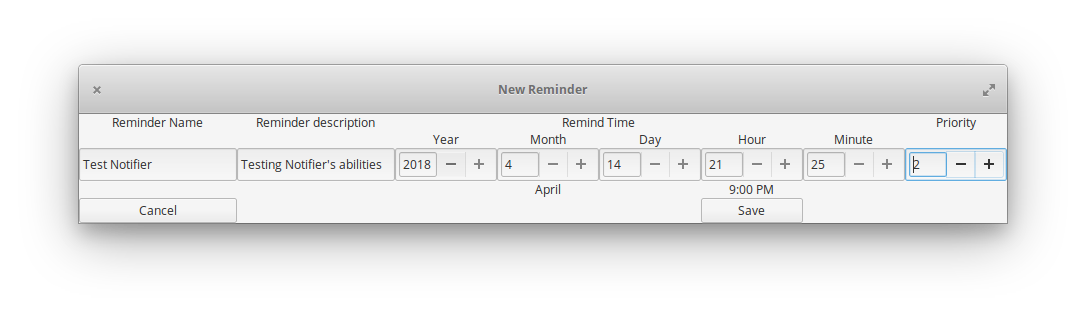 New Reminder
Reminder Name Reminder description Remind Time Priority
Year Month Day Hour Minute
Test Notifier Testing Notifier's abilities 2018 − + 4 − + 14 − + 21 − + 25 − + 2 − +
April 9:00 PM
Cancel Save